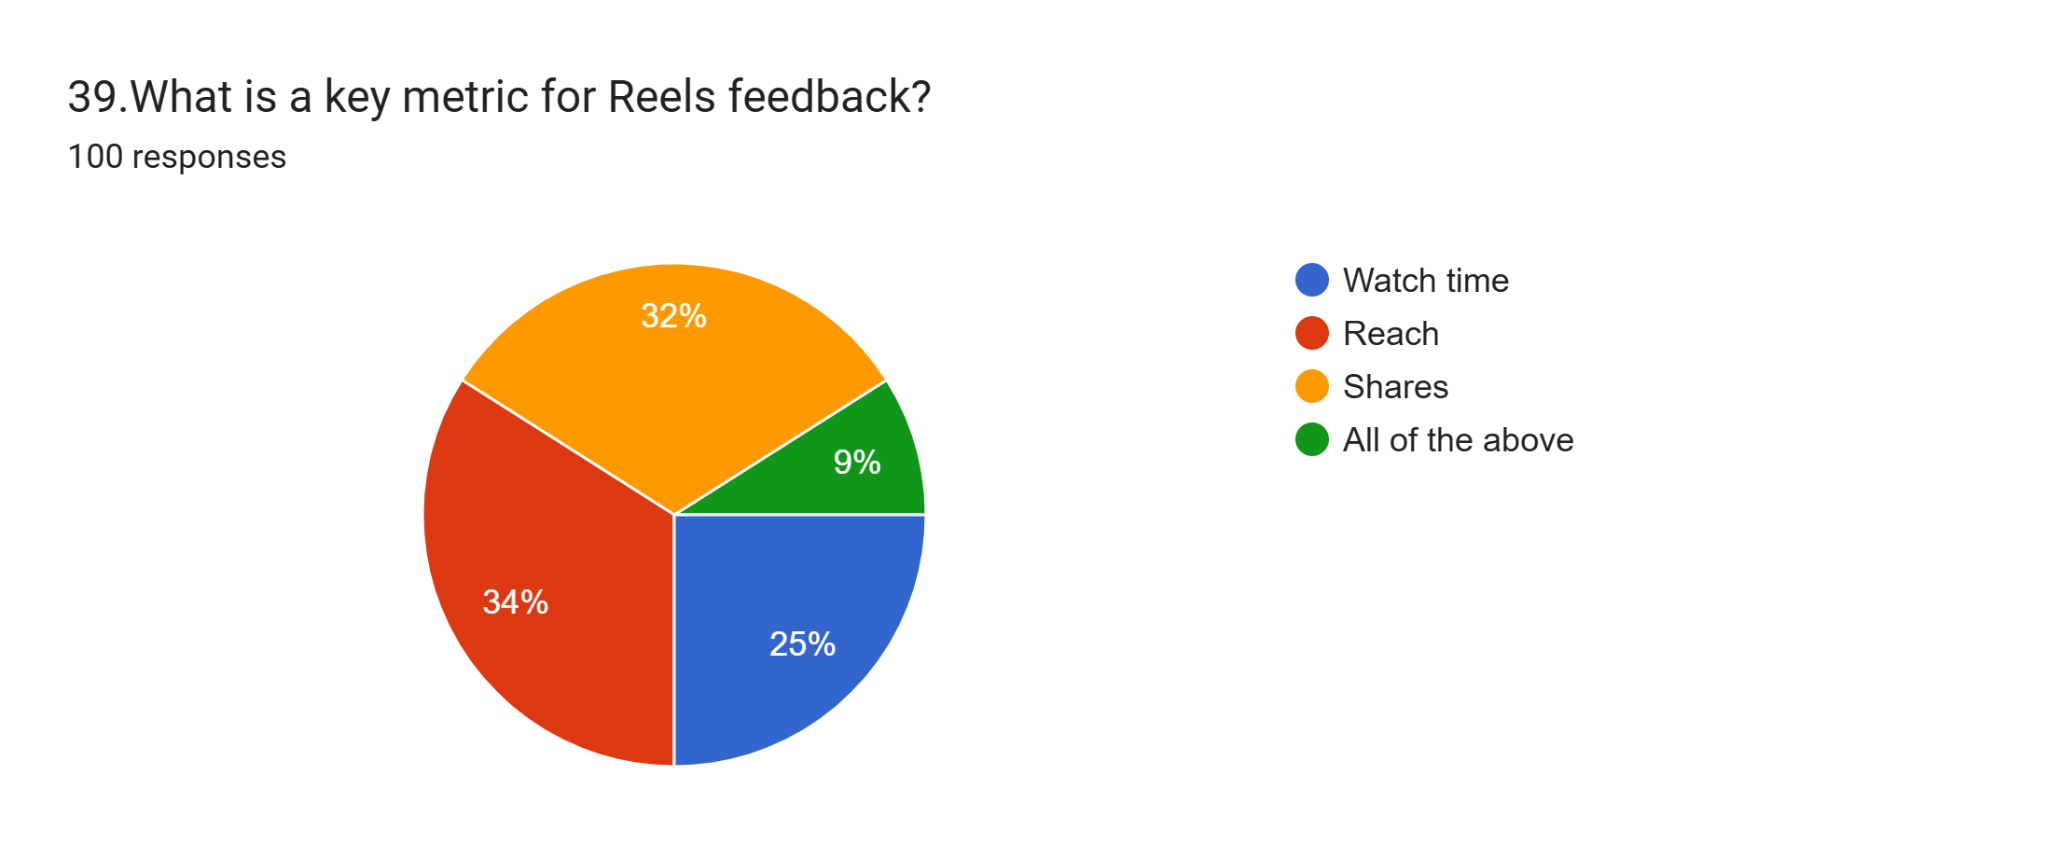 39.What is a key metric for Reels feedback?
100 responses
32%
9%
34%
25%
Watch time
Reach
Shares
All of the above